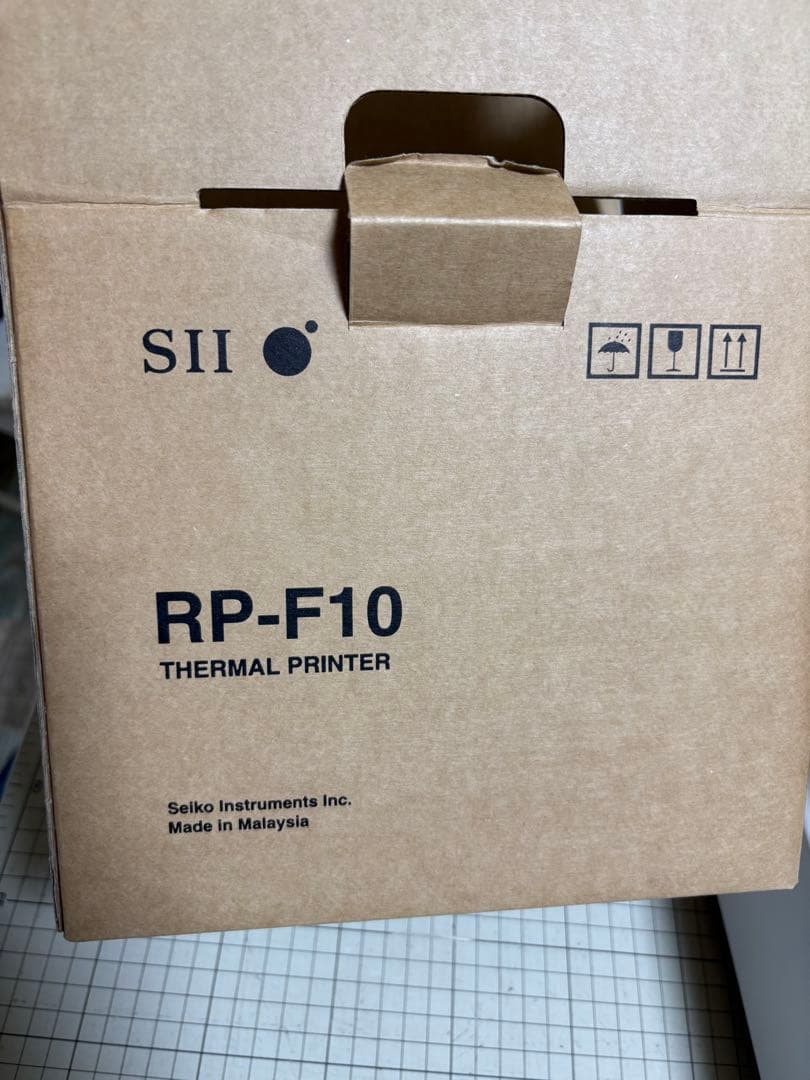 SII
RP-F10
THERMAL PRINTER
Seiko Instruments Inc.
Made in Malaysia